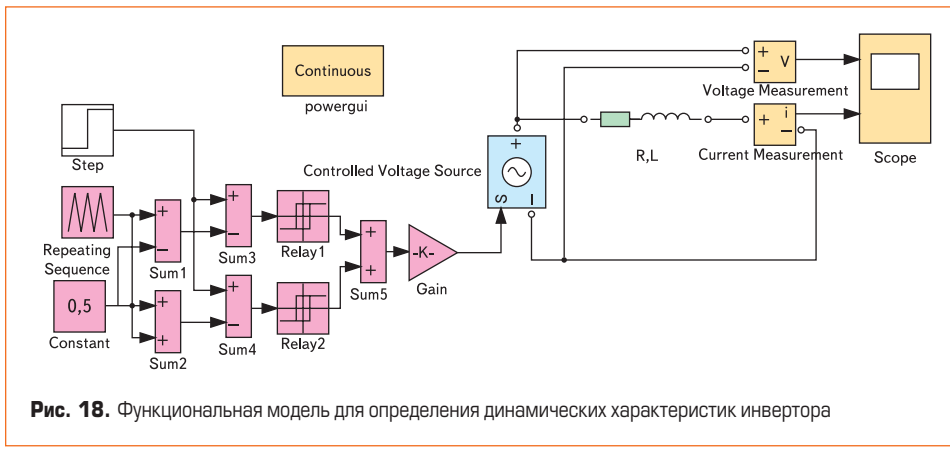 Continuous
powergui
+
−
V
Voltage Measurement
Step
+
i
−
Current Measurement
R,L
Scope
Controlled Voltage Source
+
S
−
Repeating
Sequence
+
−
Sum1
+
−
Sum3
Relay1
+
+
Sum5
-K-
Gain
0,5
Constant
+
+
Sum2
+
−
Sum4
Relay2
Рис. 18. Функциональная модель для определения динамических характеристик инвертора